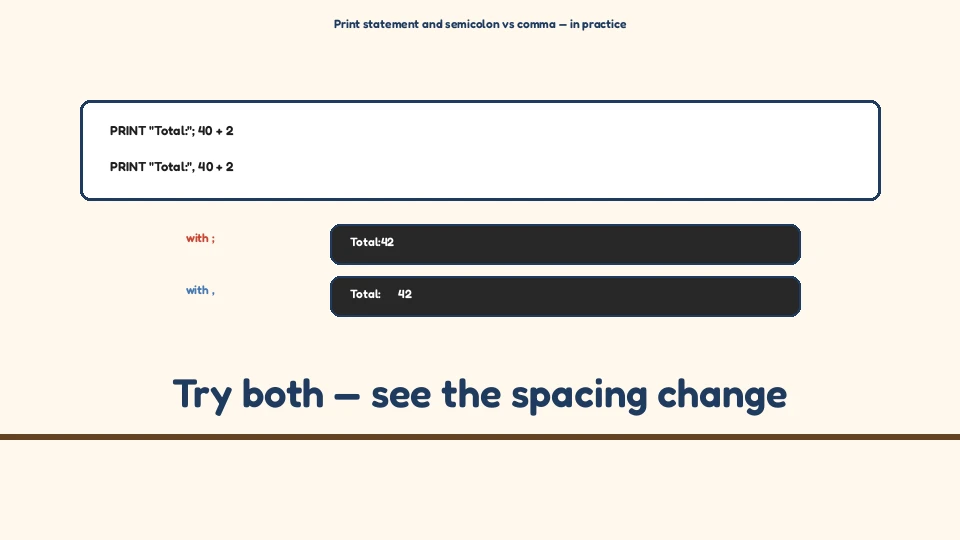 Print statement and semicolon vs comma — in practice
PRINT "Total:"; 40 + 2
PRINT "Total:", 40 + 2
with ;
Total:42
with ,
Total:      42
Try both — see the spacing change